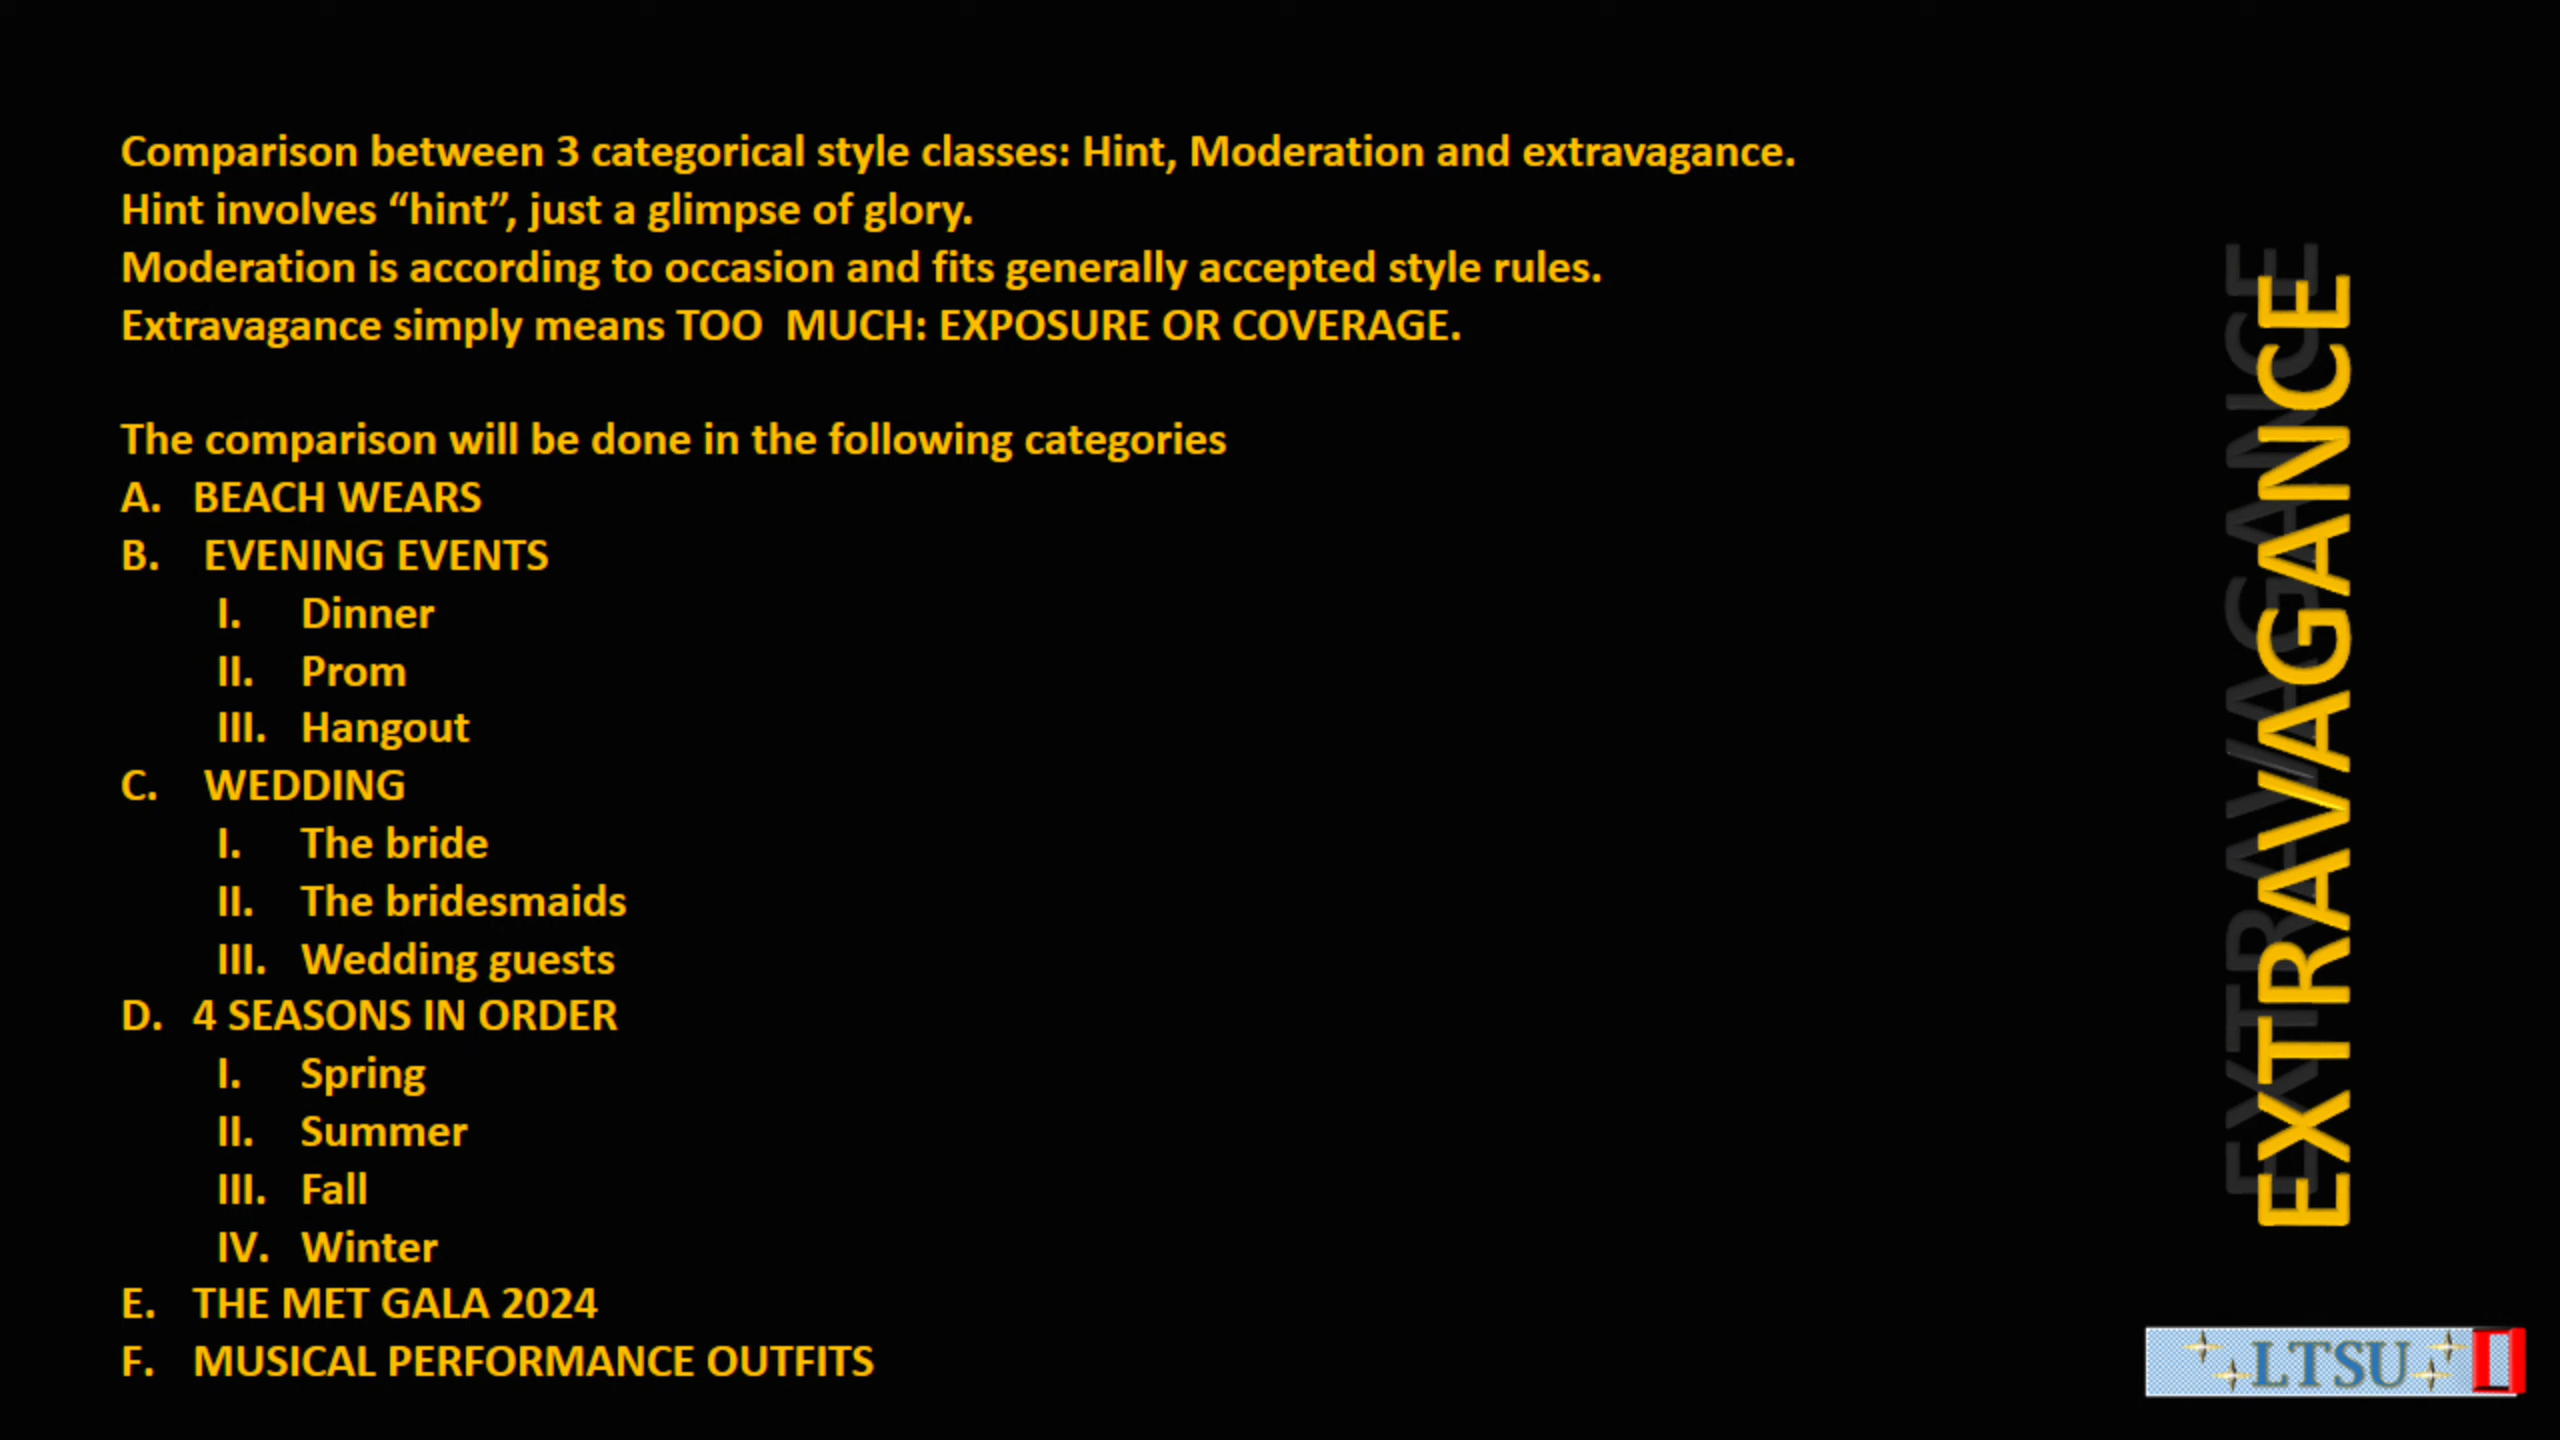 Comparison between 3 categorical style classes: Hint, Moderation and extravagance.
Hint involves “hint”, just a glimpse of glory.
Moderation is according to occasion and fits generally accepted style rules.
Extravagance simply means TOO  MUCH: EXPOSURE OR COVERAGE.
The comparison will be done in the following categories
A. BEACH WEARS
B. EVENING EVENTS
I. Dinner
II. Prom
III. Hangout
C. WEDDING
I. The bride
II. The bridesmaids
III. Wedding guests
D. 4 SEASONS IN ORDER
I. Spring
II. Summer
III. Fall
IV. Winter
E. THE MET GALA 2024
F. MUSICAL PERFORMANCE OUTFITS
EXTRAVAGANCE
LTSU